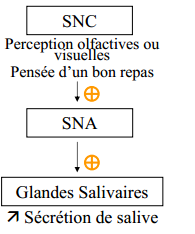 SNC
Perception olfactives ou
visuelles
Pensée d’un bon repas
SNA
Glandes Salivaires
↗ Sécrétion de salive